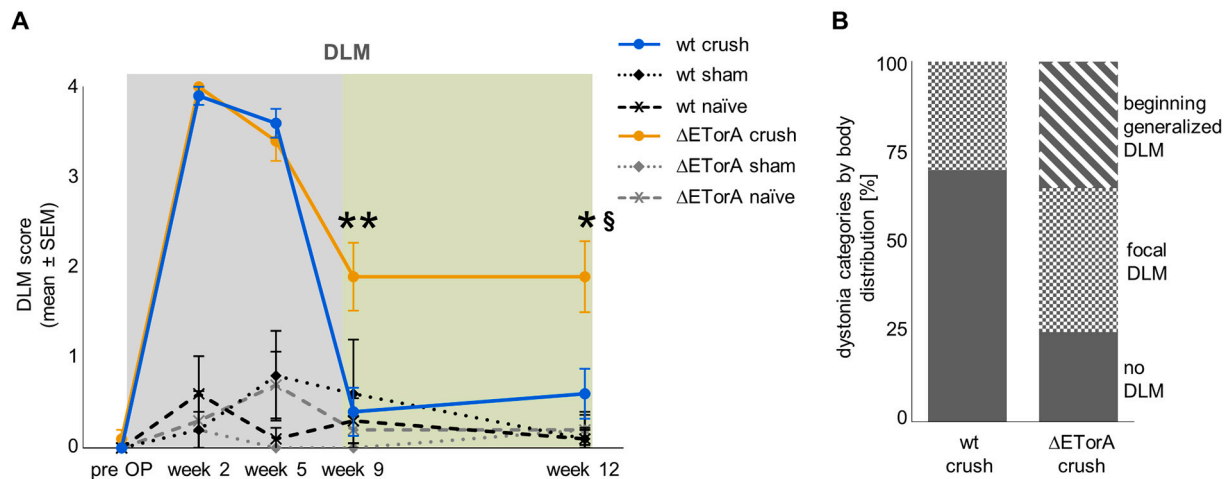 A
DLM
DLM score
(mean ± SEM)
4
3
2
1
0
pre OP
week 2
week 5
week 9
week 12
**
* §
wt crush
wt sham
wt naïve
ΔETorA crush
ΔETorA sham
ΔETorA naïve
B
dystonia categories by body
distribution [%]
100
75
50
25
0
wt
crush
ΔETorA
crush
beginning
generalized
DLM
focal
DLM
no
DLM